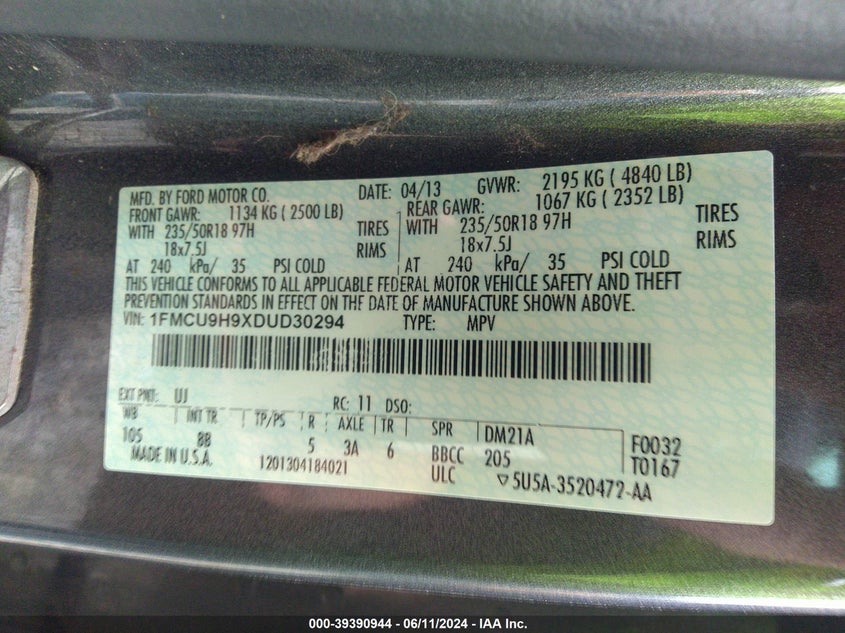 MFD. BY FORD MOTOR CO. DATE: 04/13 GVWR: 2195 KG ( 4840 LB)
FRONT GAWR: 1134 KG ( 2500 LB) REAR GAWR: 1067 KG ( 2352 LB)
WITH 235/50R18 97H TIRES WITH 235/50R18 97H TIRES
18x7.5J RIMS 18x7.5J RIMS
AT 240 kPa/ 35 PSI COLD AT 240 kPa/ 35 PSI COLD
THIS VEHICLE CONFORMS TO ALL APPLICABLE FEDERAL MOTOR VEHICLE SAFETY AND THEFT
PREVENTION STANDARDS IN EFFECT ON THE DATE OF MANUFACTURE SHOWN ABOVE.
VIN: 1FMCU9H9XDUD30294 TYPE: MPV
EXT PNT: UJ RC: 11 DSO:
WB INT TR TP/PS R AXLE TR SPR DM21A F0032
105 BB 5 3A 6 BBCC 205 T0167
MADE IN U.S.A. 1201304184021 ULC ▽5U5A-3520472-AA
000-39390944 - 06/11/2024 - IAA Inc.